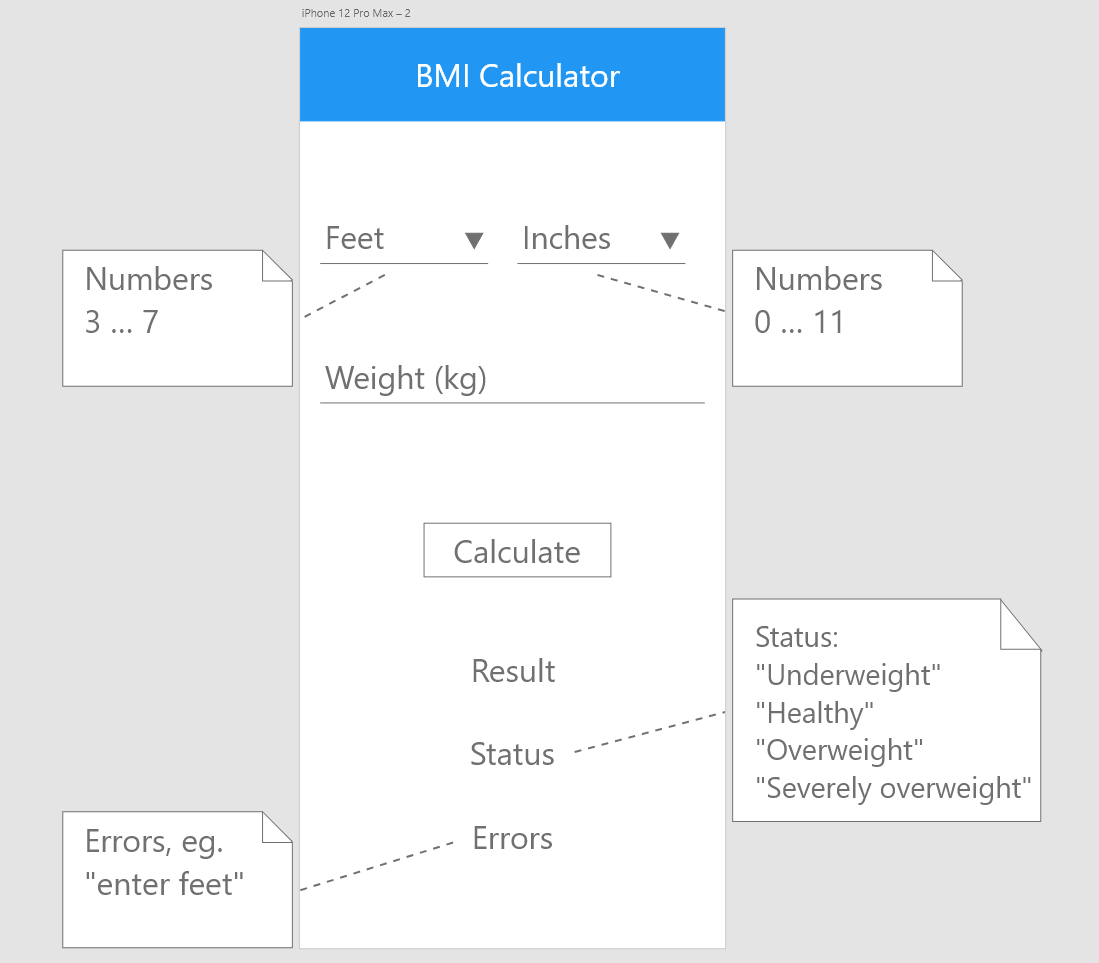 iPhone 12 Pro Max – 2
BMI Calculator
Feet ▼ Inches ▼
Numbers
3 ... 7
Numbers
0 ... 11
Weight (kg)
Calculate
Result
Status
Status:
"Underweight"
"Healthy"
"Overweight"
"Severely overweight"
Errors
Errors, eg.
"enter feet"